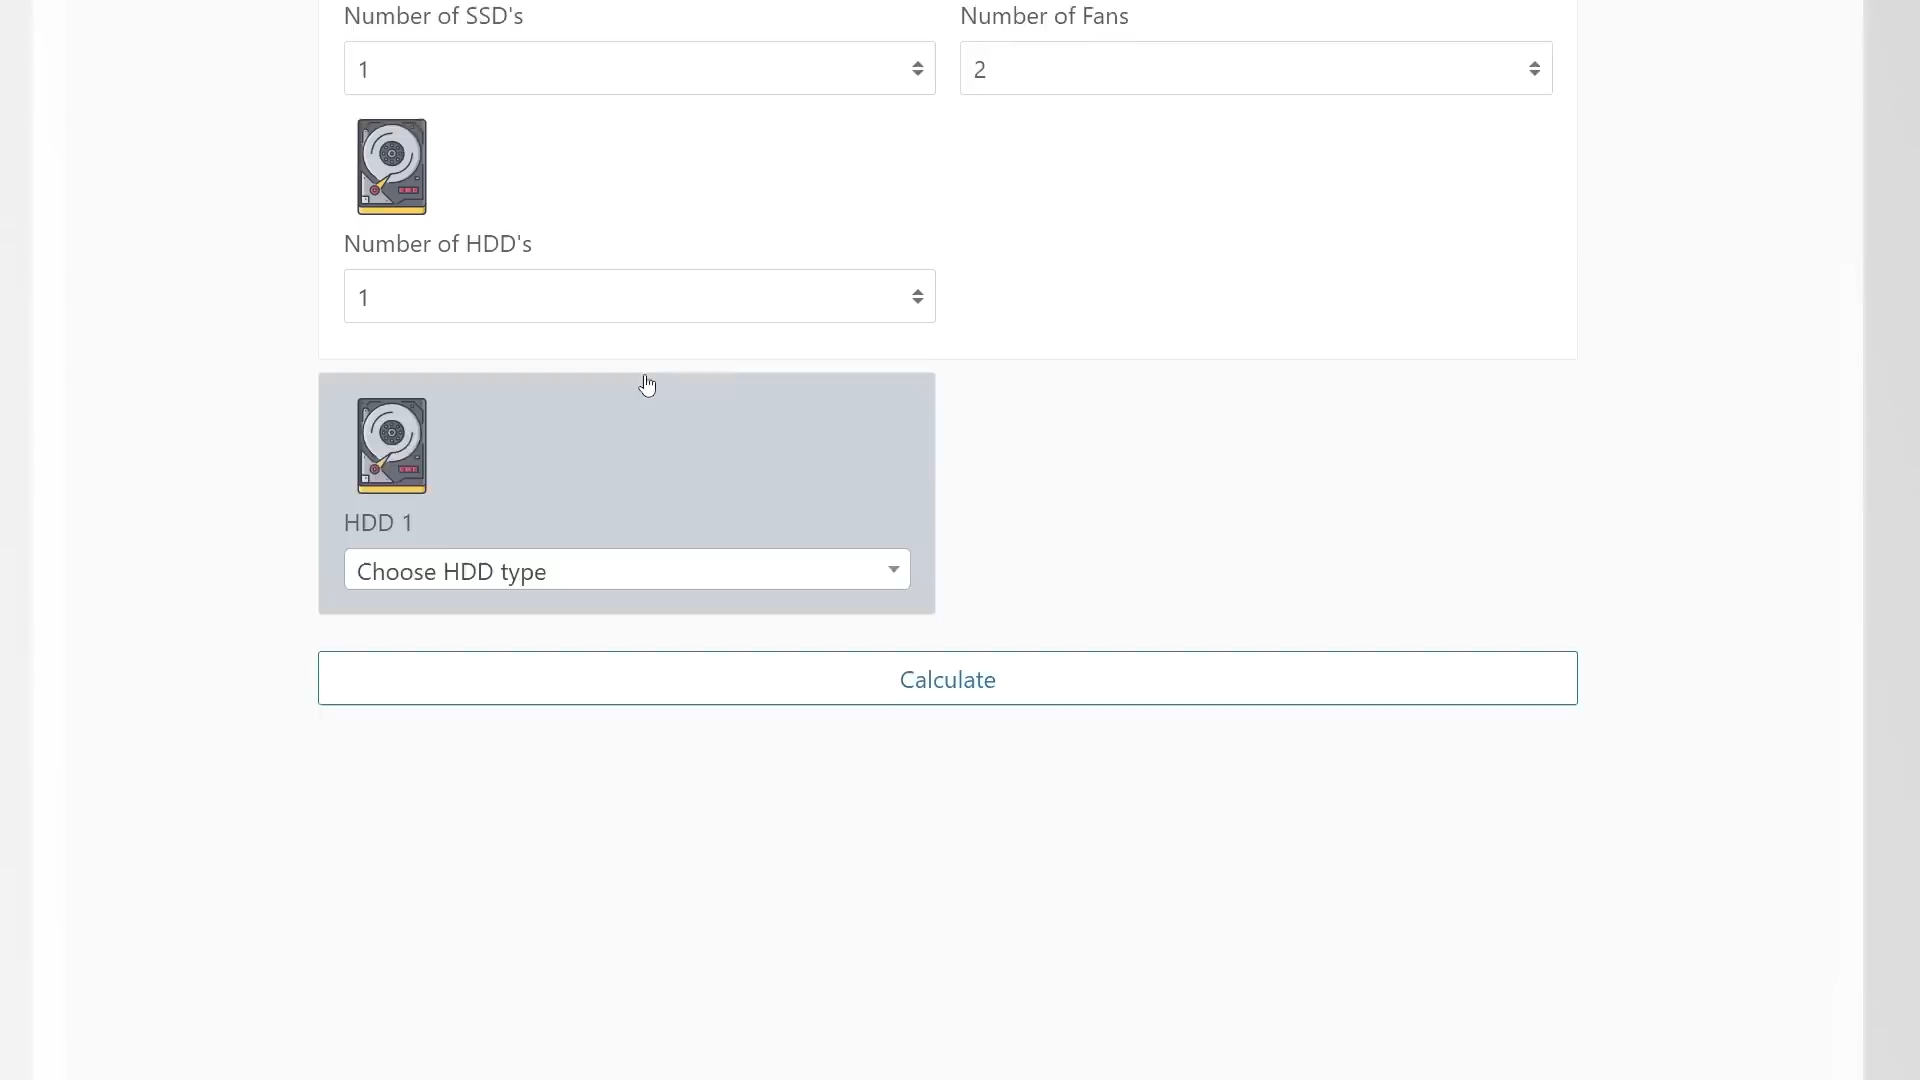 Number of SSD's
Number of Fans
1
2
Number of HDD's
1
HDD 1
Choose HDD type
Calculate